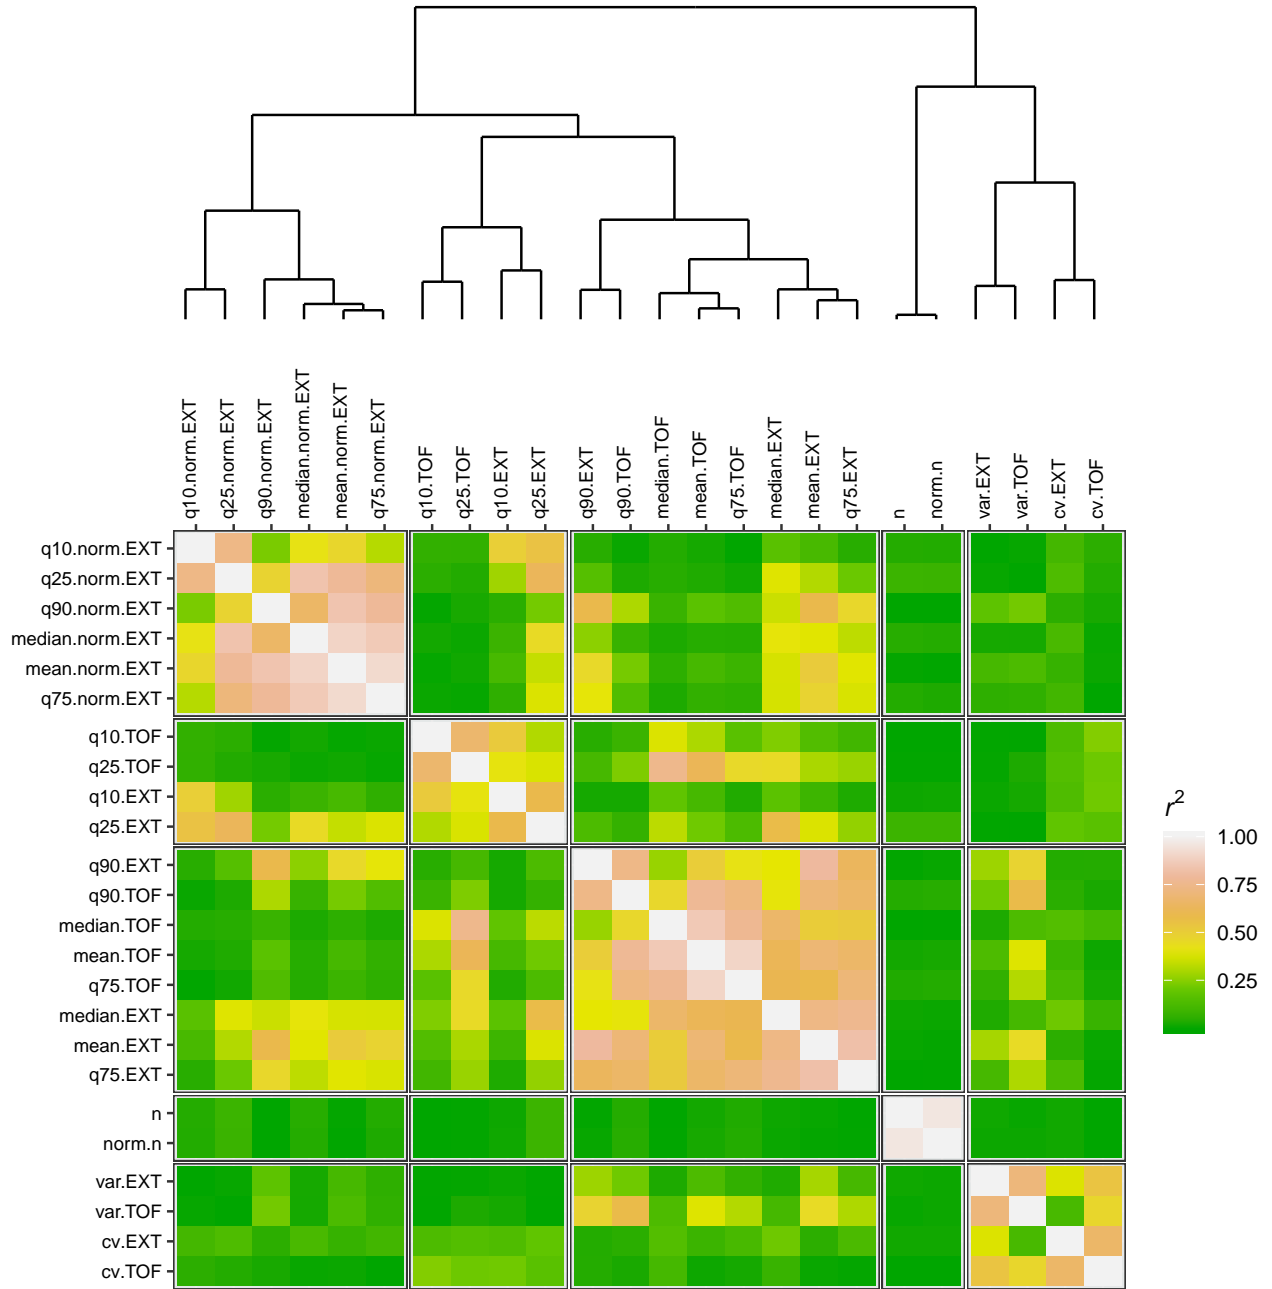 q10.norm.EXT
q25.norm.EXT
q90.norm.EXT
median.norm.EXT
mean.norm.EXT
q75.norm.EXT
q10.TOF
q25.TOF
q10.EXT
q25.EXT
q90.EXT
q90.TOF
median.TOF
mean.TOF
q75.TOF
median.EXT
mean.EXT
q75.EXT
n
norm.n
var.EXT
var.TOF
cv.EXT
cv.TOF
q10.norm.EXT
q25.norm.EXT
q90.norm.EXT
median.norm.EXT
mean.norm.EXT
q75.norm.EXT
q10.TOF
q25.TOF
q10.EXT
q25.EXT
q90.EXT
q90.TOF
median.TOF
mean.TOF
q75.TOF
median.EXT
mean.EXT
q75.EXT
n
norm.n
var.EXT
var.TOF
cv.EXT
cv.TOF
r²
1.00
0.75
0.50
0.25